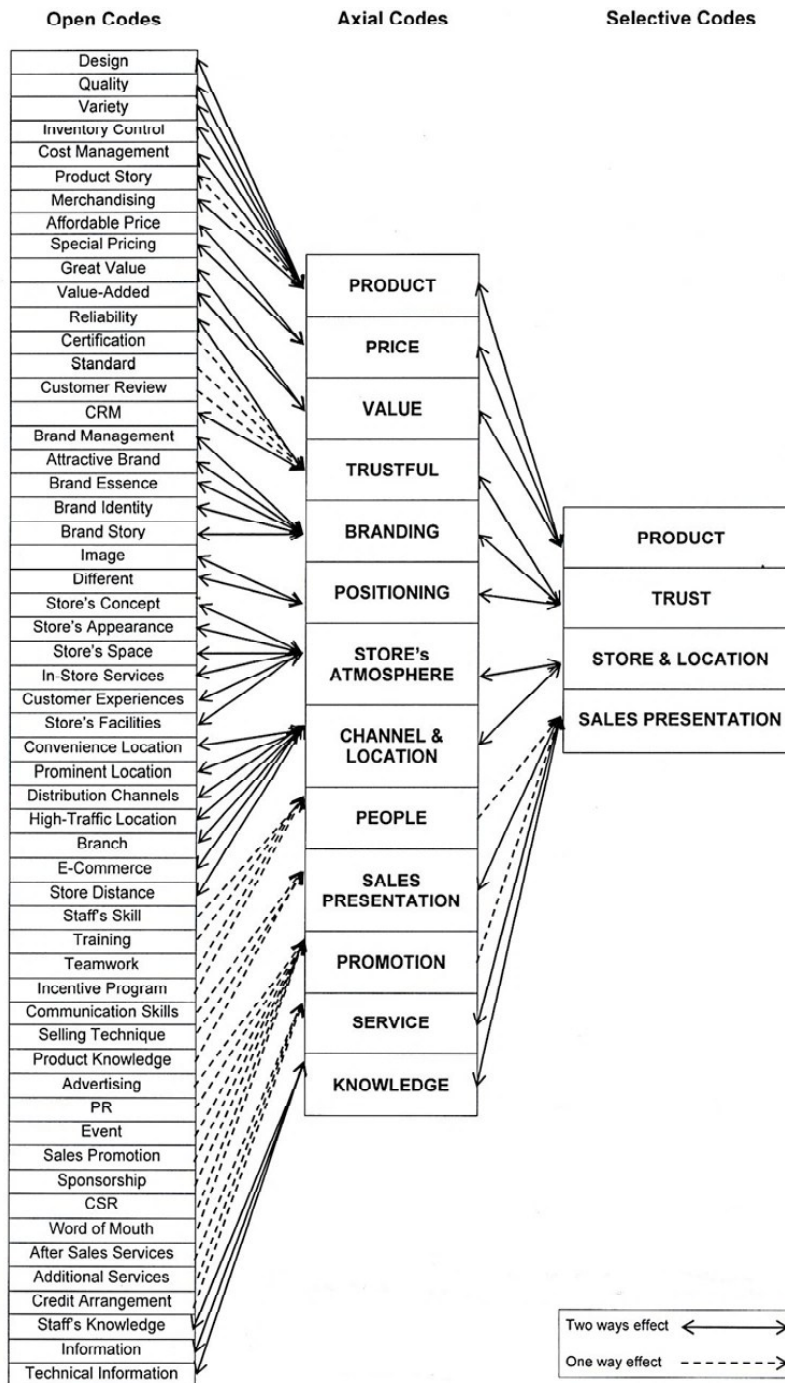 Open Codes
Axial Codes
Selective Codes
Design
Quality
Variety
Inventory Control
Cost Management
Product Story
Merchandising
Affordable Price
Special Pricing
Great Value
Value-Added
Reliability
Certification
Standard
Customer Review
CRM
Brand Management
Attractive Brand
Brand Essence
Brand Identity
Brand Story
Image
Different
Store's Concept
Store's Appearance
Store's Space
In-Store Services
Customer Experiences
Store's Facilities
Convenience Location
Prominent Location
Distribution Channels
High-Traffic Location
Branch
E-Commerce
Store Distance
Staff's Skill
Training
Teamwork
Incentive Program
Communication Skills
Selling Technique
Product Knowledge
Advertising
PR
Event
Sales Promotion
Sponsorship
CSR
Word of Mouth
After Sales Services
Additional Services
Credit Arrangement
Staff's Knowledge
Information
Technical Information
PRODUCT
PRICE
VALUE
TRUSTFUL
BRANDING
POSITIONING
STORE's
ATMOSPHERE
CHANNEL &
LOCATION
PEOPLE
SALES
PRESENTATION
PROMOTION
SERVICE
KNOWLEDGE
PRODUCT
TRUST
STORE & LOCATION
SALES PRESENTATION
Two ways effect
One way effect